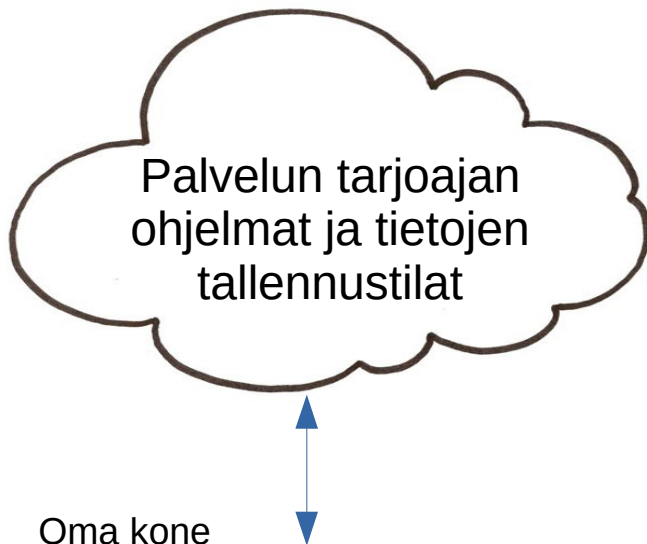 Palvelun tarjoajan
ohjelmat ja tietojen
tallennustilat
Oma kone